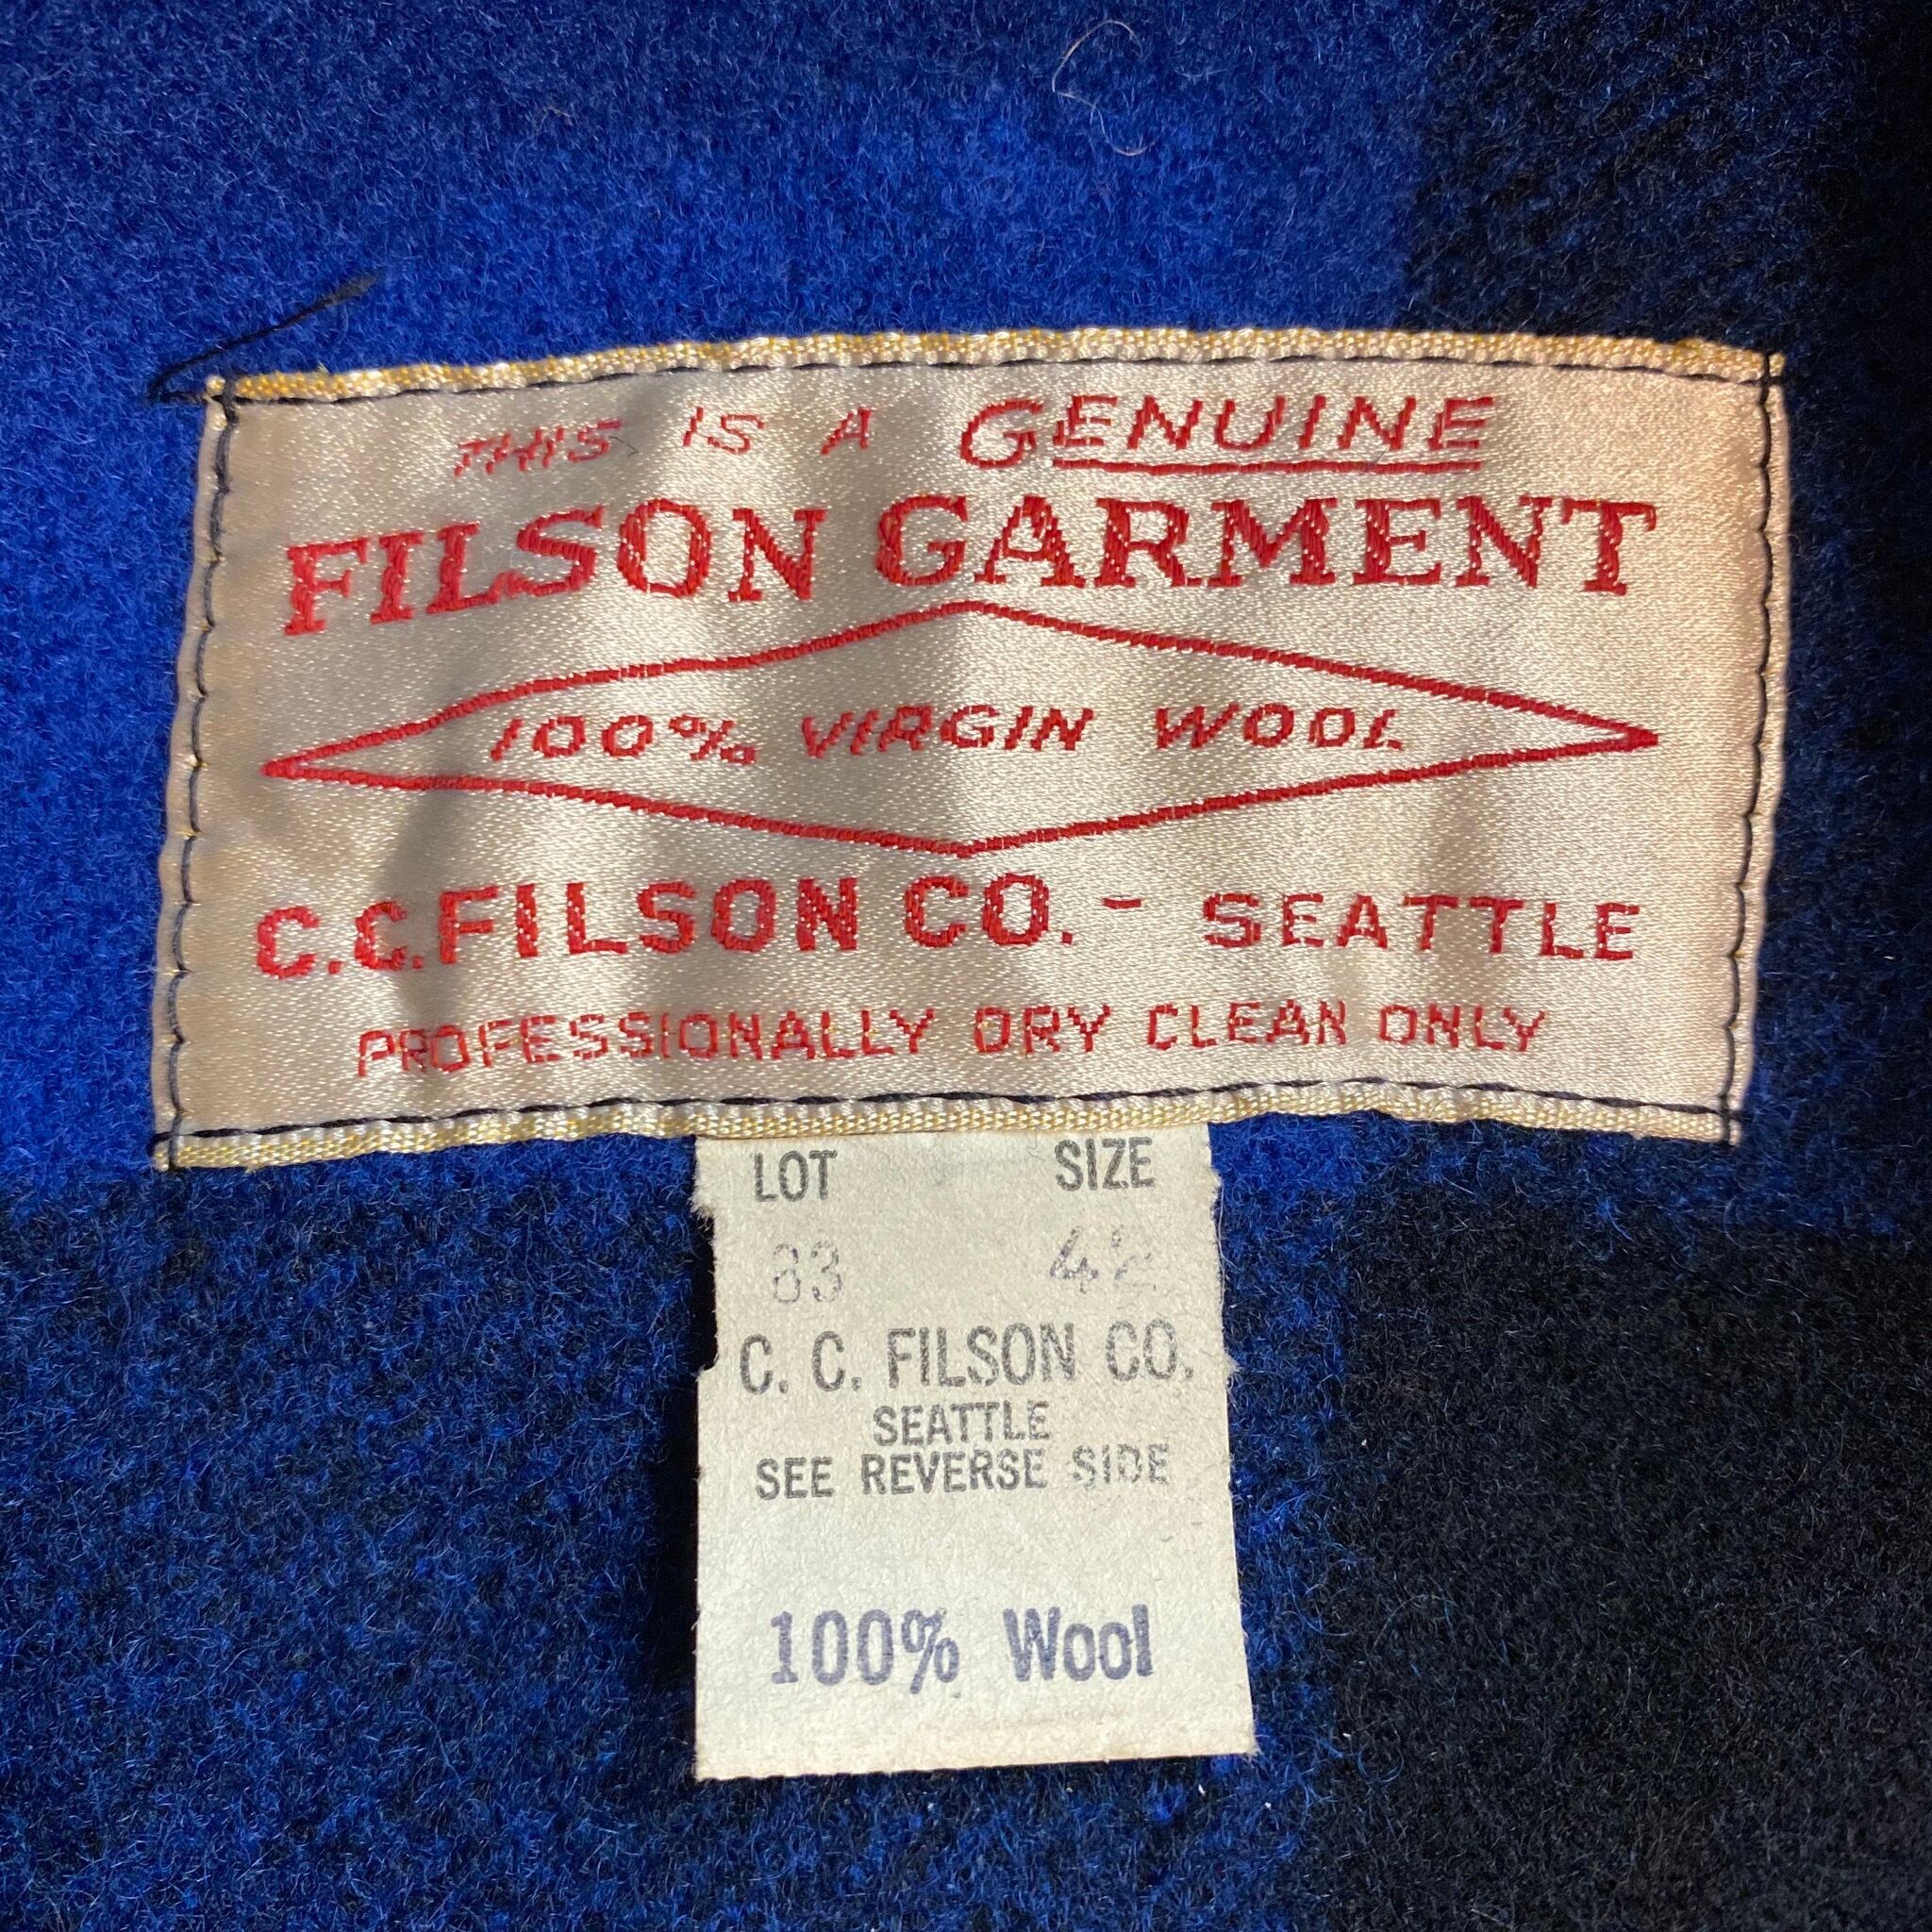 THIS IS A GENUINE
FILSON GARMENT
100% VIRGIN WOOL
C.C. FILSON CO. - SEATTLE
PROFESSIONALLY DRY CLEAN ONLY
LOT SIZE
83 42
C. C. FILSON CO.
SEATTLE
SEE REVERSE SIDE
100% Wool